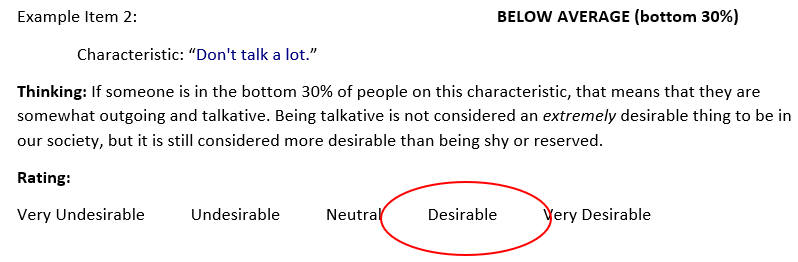 Example Item 2: BELOW AVERAGE (bottom 30%)
Characteristic: “Don't talk a lot.”
Thinking: If someone is in the bottom 30% of people on this characteristic, that means that they are
somewhat outgoing and talkative. Being talkative is not considered an extremely desirable thing to be in
our society, but it is still considered more desirable than being shy or reserved.
Rating:
Very Undesirable Undesirable Neutral Desirable Very Desirable